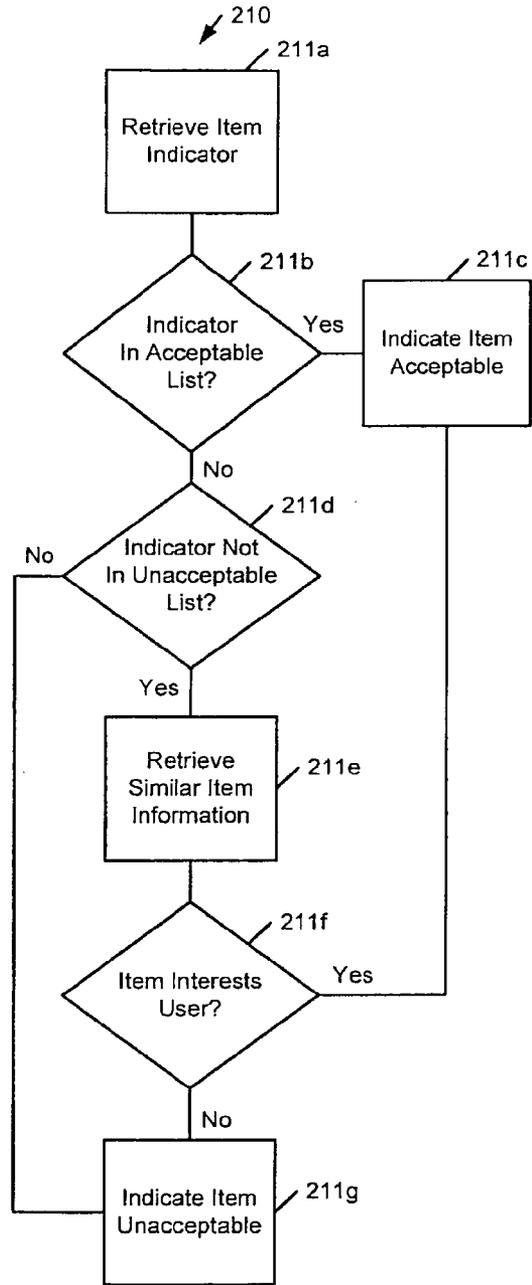 210
211a
Retrieve Item
Indicator
211b
Indicator
In Acceptable
List?
Yes
211c
Indicate Item
Acceptable
No
211d
Indicator Not
In Unacceptable
List?
No
Yes
Retrieve
Similar Item
Information
211e
211f
Item Interests
User?
Yes
No
Indicate Item
Unacceptable
211g